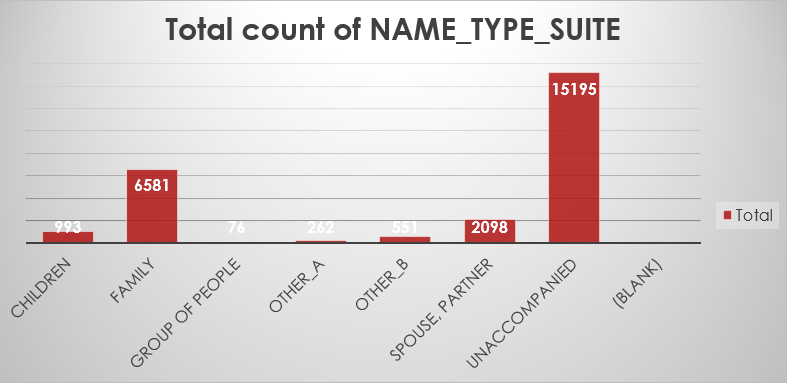 Total count of NAME_TYPE_SUITE
15195
6581
993
76
262
551
2098
Total
CHILDREN
FAMILY
GROUP OF PEOPLE
OTHER_A
OTHER_B
SPOUSE, PARTNER
UNACCOMPANIED
(BLANK)